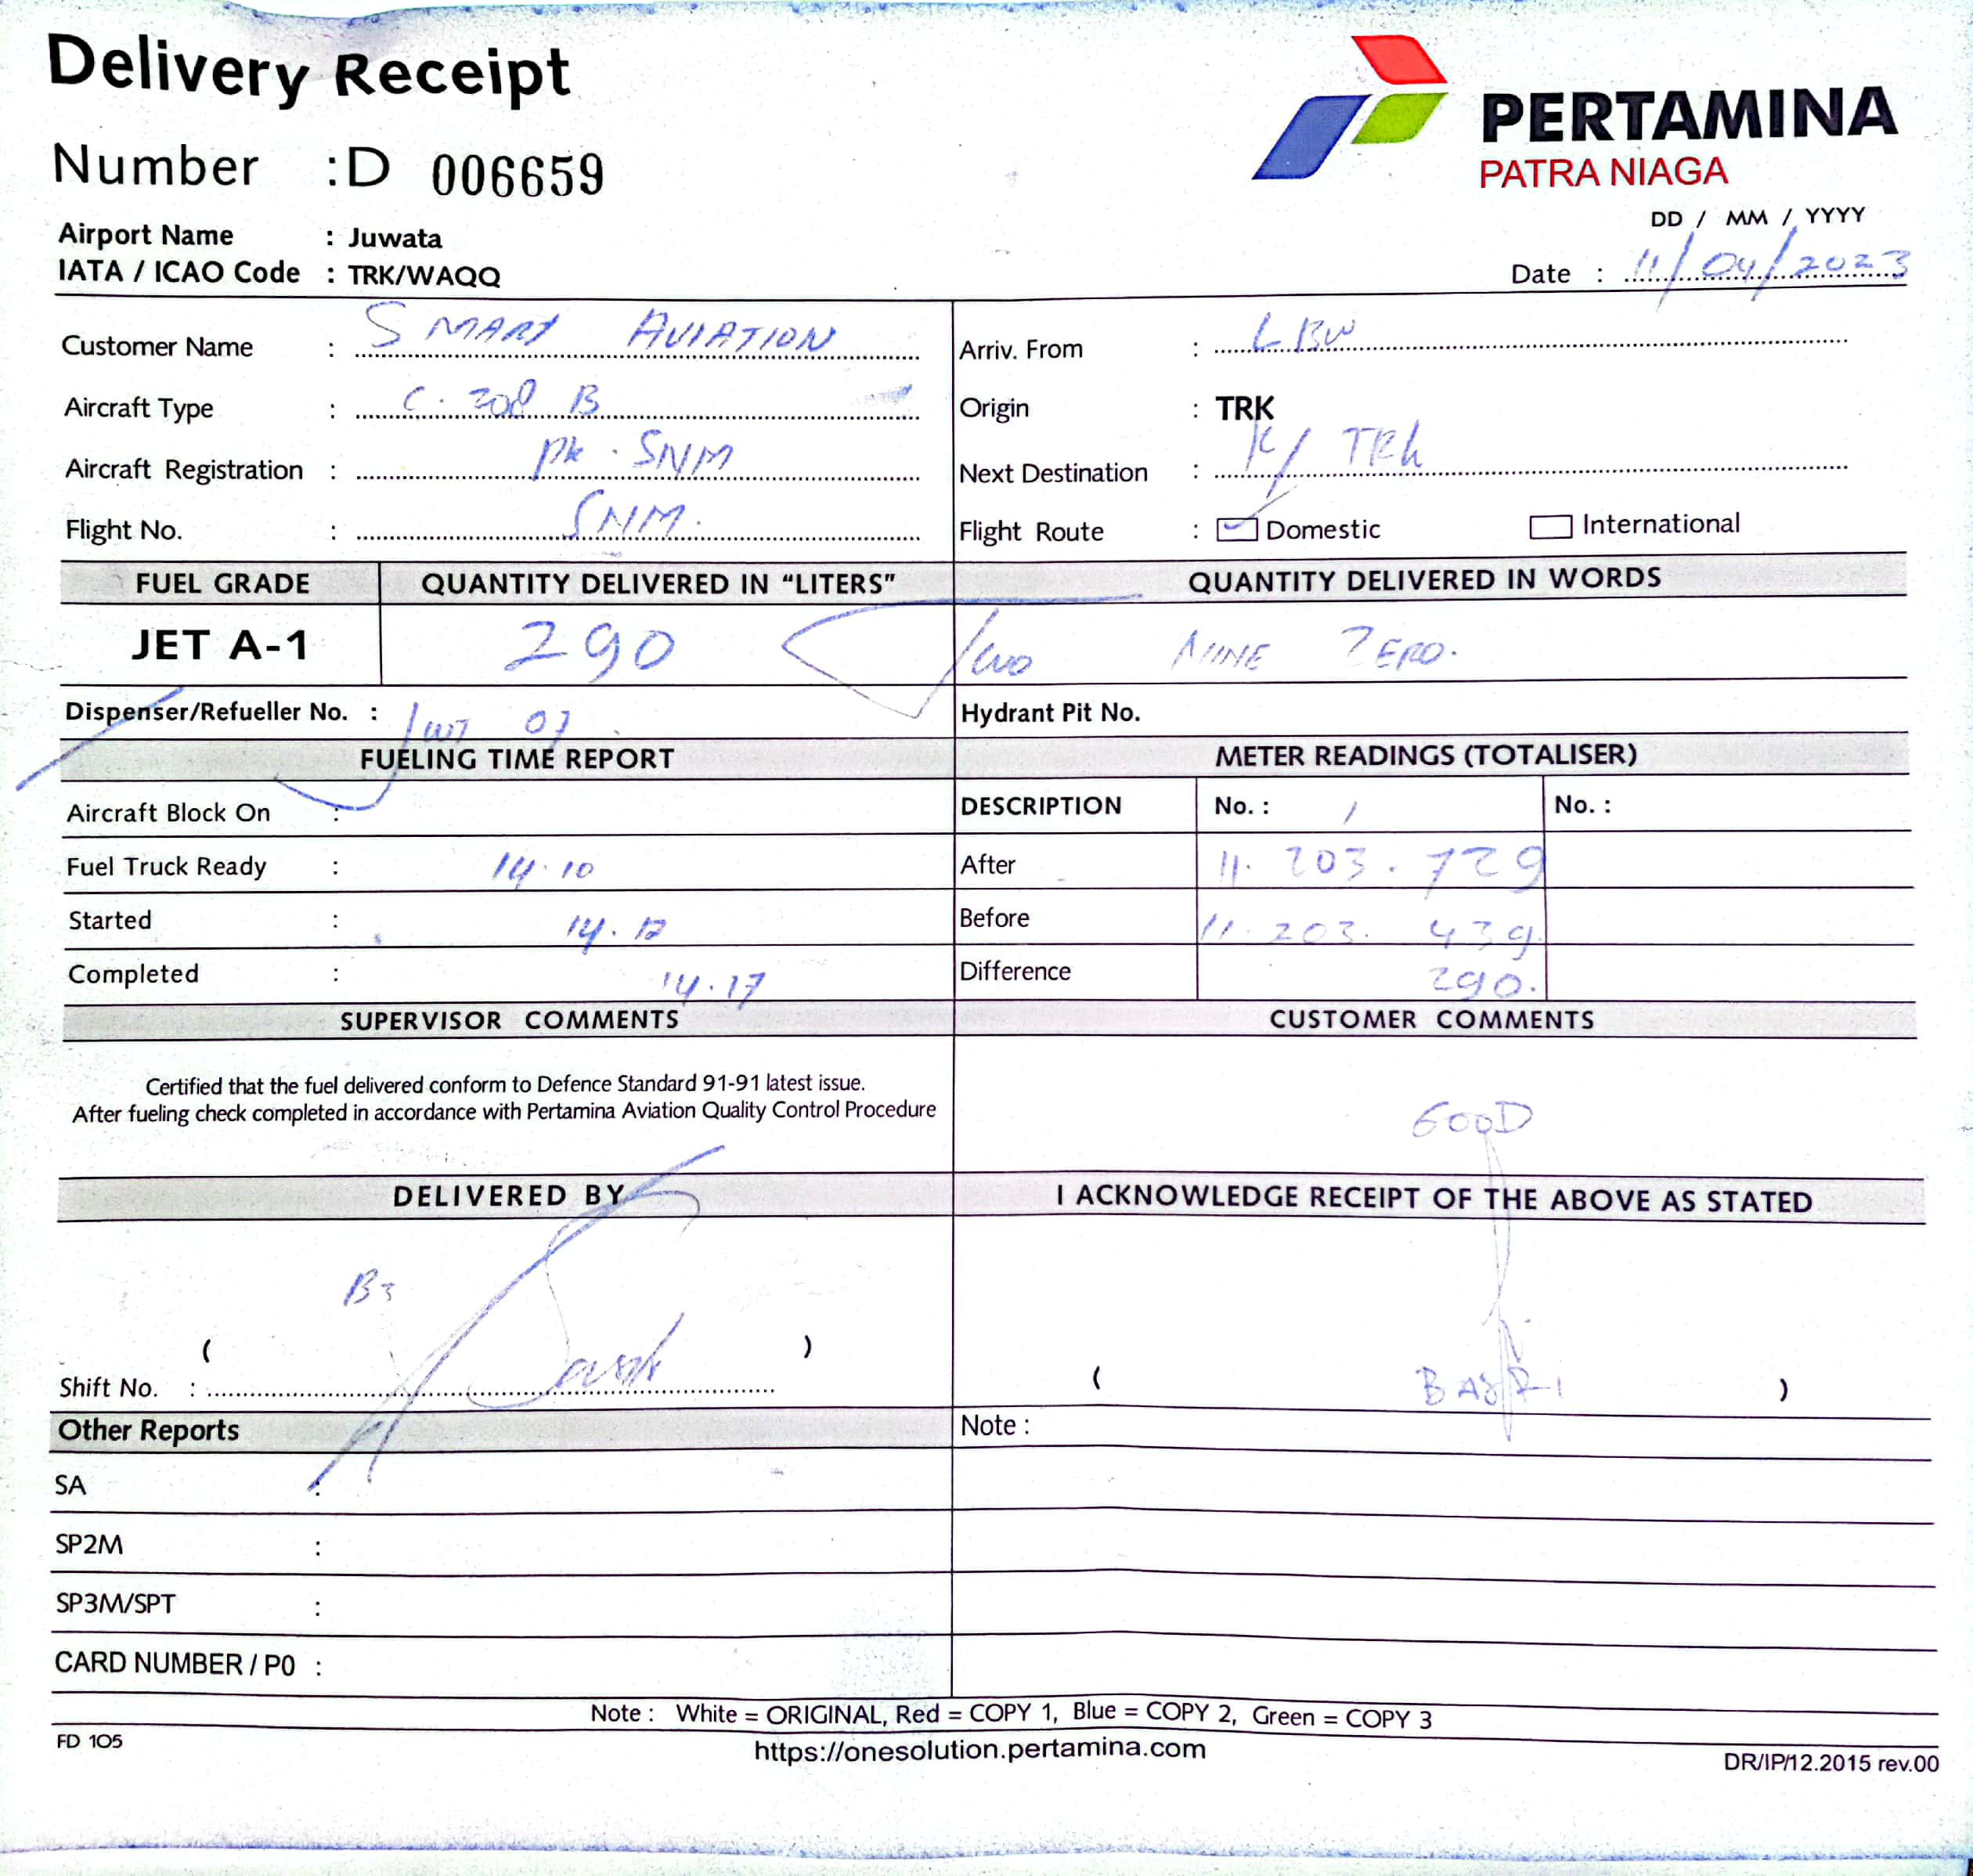 Delivery Receipt
PERTAMINA
PATRA NIAGA
Number : D 006659
Airport Name : Juwata
IATA / ICAO Code : TRK/WAQQ
DD / MM / YYYY
Date : 11/04/2023
Customer Name : SMART AVIATION
Arriv. From : LBW
Aircraft Type : C. 208 B
Origin : TRK
Aircraft Registration : PK. SNM
Next Destination : K/ TRK
Flight No. : SNM.
Flight Route : Domestic International
FUEL GRADE QUANTITY DELIVERED IN “LITERS” QUANTITY DELIVERED IN WORDS
JET A-1 290 TWO NINE ZERO.
Dispenser/Refueller No. : 07
Hydrant Pit No.
FUELING TIME REPORT METER READINGS (TOTALISER)
Aircraft Block On :
DESCRIPTION No. : 1 No. :
Fuel Truck Ready : 14.10
After 11.203.729
Started : 14.12
Before 11.203.439.
Completed : 14.17
Difference 290.
SUPERVISOR COMMENTS CUSTOMER COMMENTS
Certified that the fuel delivered conform to Defence Standard 91-91 latest issue.
After fueling check completed in accordance with Pertamina Aviation Quality Control Procedure
GOOD
DELIVERED BY I ACKNOWLEDGE RECEIPT OF THE ABOVE AS STATED
( )
Shift No. :
( BASRI )
Other Reports
Note :
SA :
SP2M :
SP3M/SPT :
CARD NUMBER / P0 :
Note : White = ORIGINAL, Red = COPY 1, Blue = COPY 2, Green = COPY 3
FD 105
https://onesolution.pertamina.com
DR/IP/12.2015 rev.00